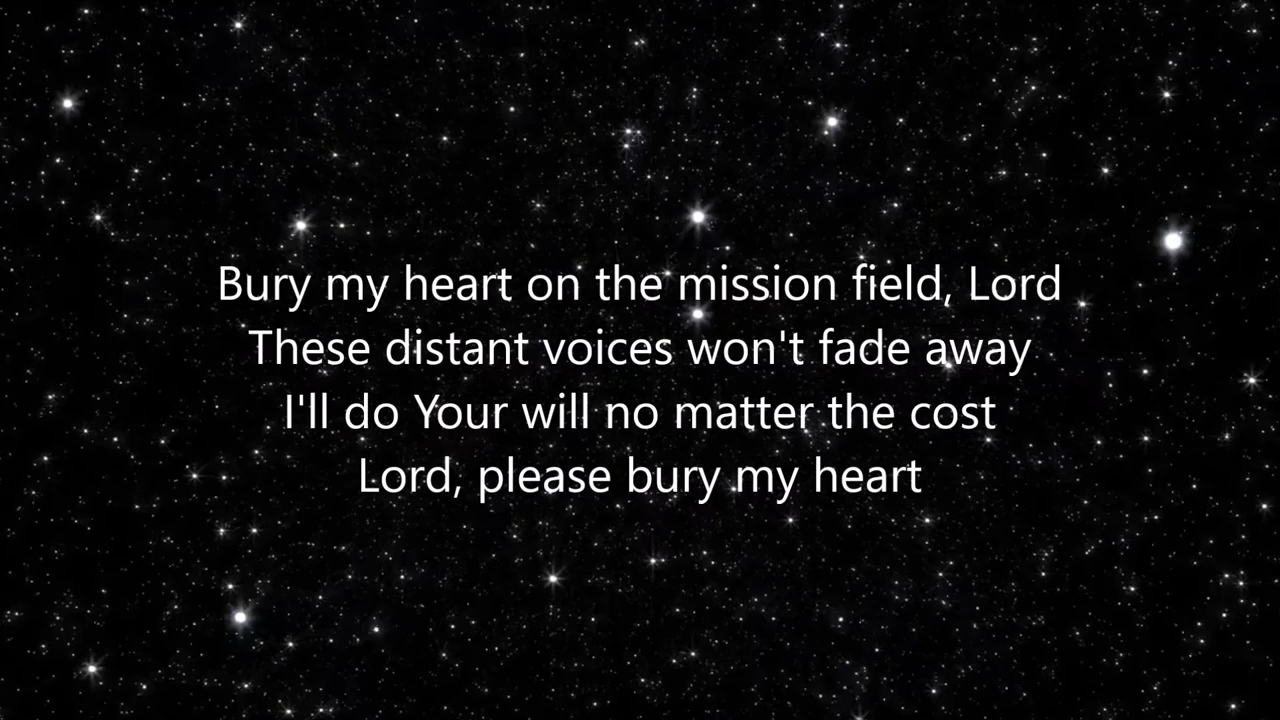 Bury my heart on the mission field, Lord
These distant voices won't fade away
I'll do Your will no matter the cost
Lord, please bury my heart